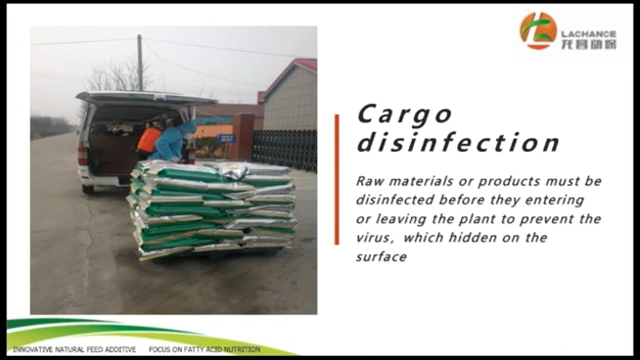 LACHANCE
龙昌动保
Cargo
disinfection
Raw materials or products must be
disinfected before they entering
or leaving the plant to prevent the
virus, which hidden on the
surface
INNOVATIVE NATURAL FEED ADDITIVE FOCUS ON FATTY ACID NUTRITION